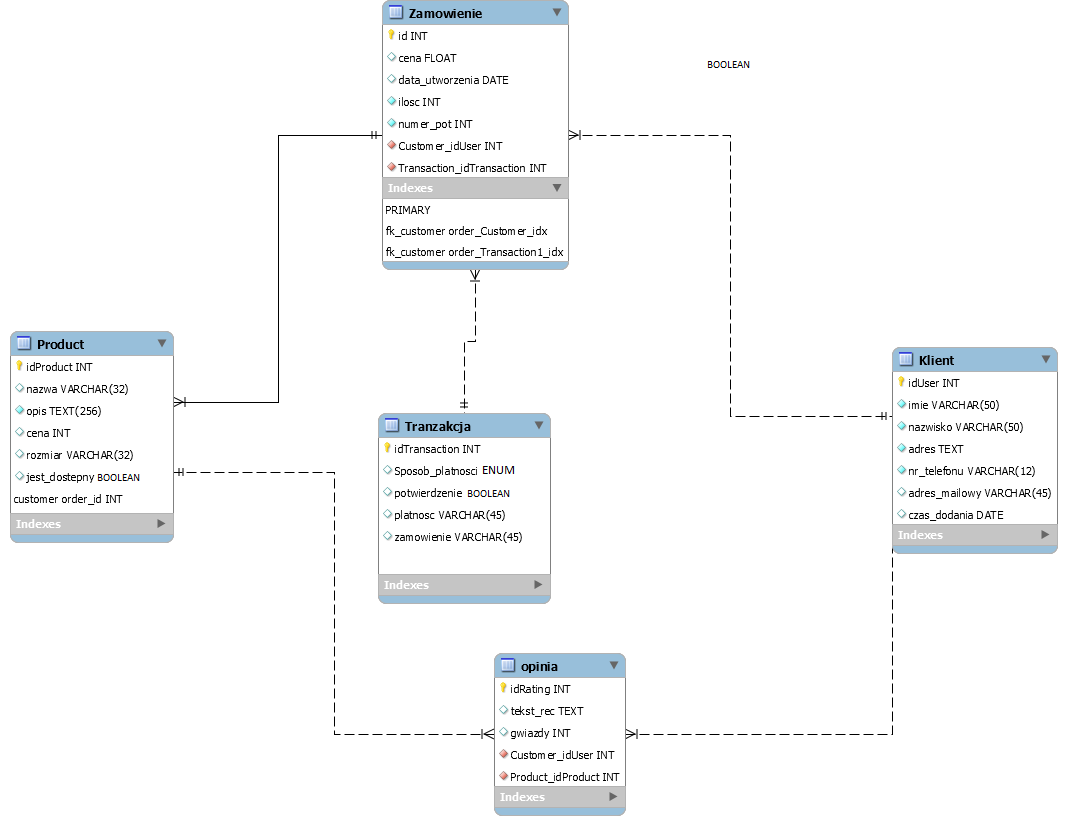 Zamowienie
id INT
cena FLOAT
data_utworzenia DATE
ilosc INT
numer_pot INT
Customer_idUser INT
Transaction_idTransaction INT
Indexes
PRIMARY
fk_customer order_Customer_idx
fk_customer order_Transaction1_idx
BOOLEAN
Product
idProduct INT
nazwa VARCHAR(32)
opis TEXT(256)
cena INT
rozmiar VARCHAR(32)
jest_dostepny BOOLEAN
customer order_id INT
Indexes
Tranzakcja
idTransaction INT
Sposob_platnosci ENUM
potwierdzenie BOOLEAN
platnosc VARCHAR(45)
zamowienie VARCHAR(45)
Indexes
Klient
idUser INT
imie VARCHAR(50)
nazwisko VARCHAR(50)
adres TEXT
nr_telefonu VARCHAR(12)
adres_mailowy VARCHAR(45)
czas_dodania DATE
Indexes
opinia
idRating INT
tekst_rec TEXT
gwiazdy INT
Customer_idUser INT
Product_idProduct INT
Indexes